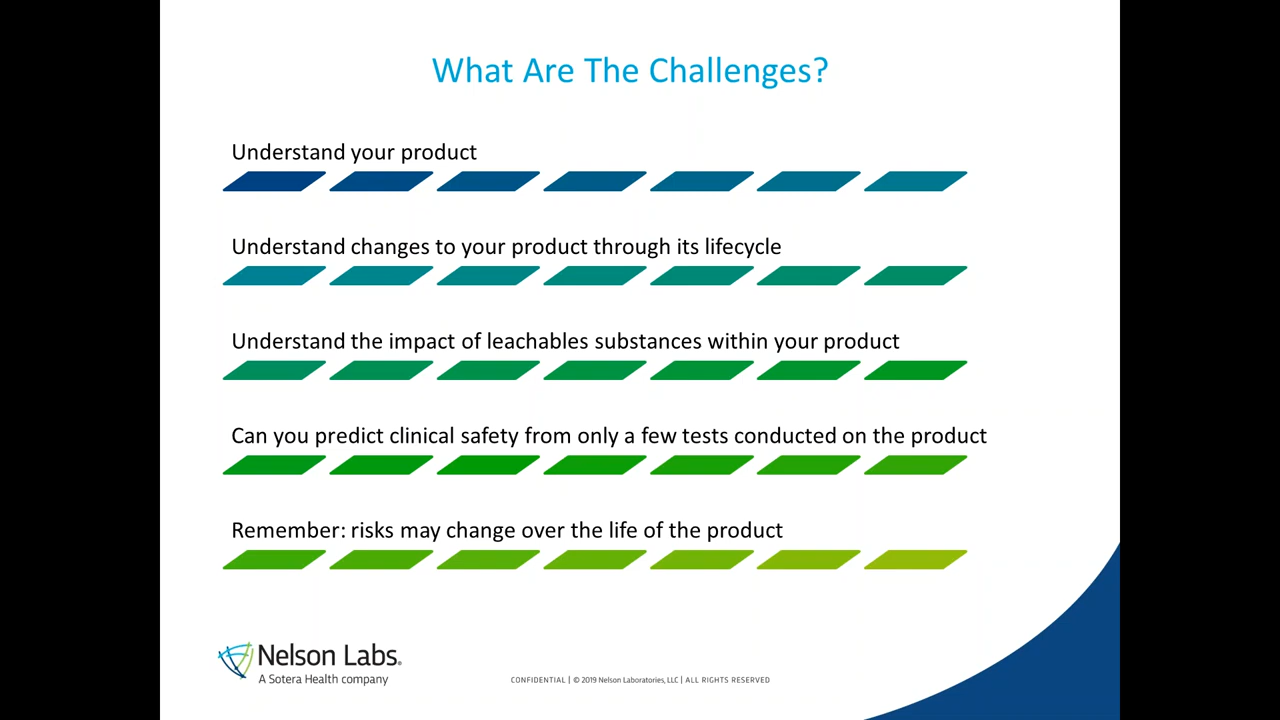 What Are The Challenges?
Understand your product
Understand changes to your product through its lifecycle
Understand the impact of leachables substances within your product
Can you predict clinical safety from only a few tests conducted on the product
Remember: risks may change over the life of the product
Nelson Labs.
A Sotera Health company
CONFIDENTIAL | © 2019 Nelson Laboratories, LLC | ALL RIGHTS RESERVED